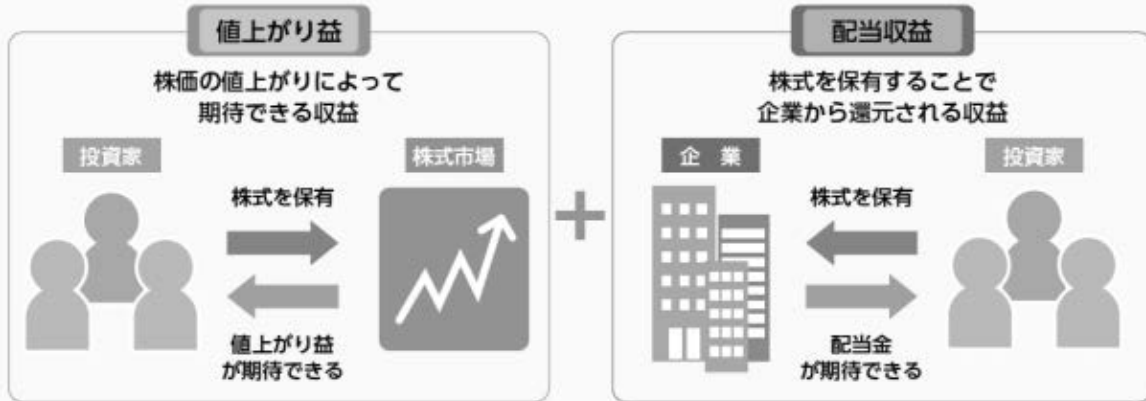 値上がり益
株価の値上がりによって
期待できる収益
投資家
株式市場
株式を保有
値上がり益
が期待できる
配当収益
株式を保有することで
企業から還元される収益
企 業
投資家
株式を保有
配当金
が期待できる